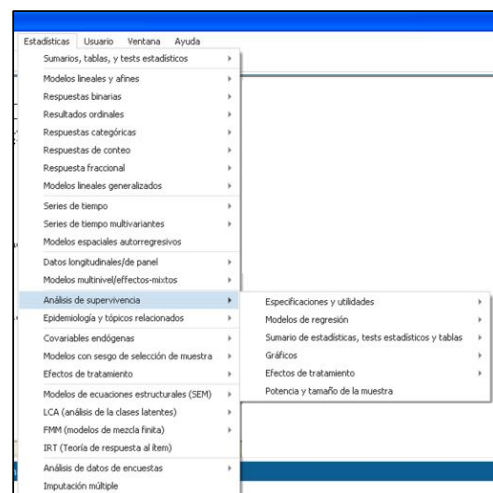 Estadísticas Usuario Ventana Ayuda
Sumarios, tablas, y tests estadísticos
Modelos lineales y afines
Respuestas binarias
Resultados ordinales
Respuestas categóricas
Respuestas de conteo
Respuesta fraccional
Modelos lineales generalizados
Series de tiempo
Series de tiempo multivariantes
Modelos espaciales autorregresivos
Datos longitudinales/de panel
Modelos multinivel/effectos-mixtos
Análisis de supervivencia
Epidemiología y tópicos relacionados
Covariables endógenas
Modelos con sesgo de selección de muestra
Efectos de tratamiento
Modelos de ecuaciones estructurales (SEM)
LCA (análisis de la clases latentes)
FMM (modelos de mezcla finita)
IRT (Teoría de respuesta al ítem)
Análisis de datos de encuestas
Imputación múltiple
Especificaciones y utilidades
Modelos de regresión
Sumario de estadísticas, tests estadísticos y tablas
Gráficos
Efectos de tratamiento
Potencia y tamaño de la muestra